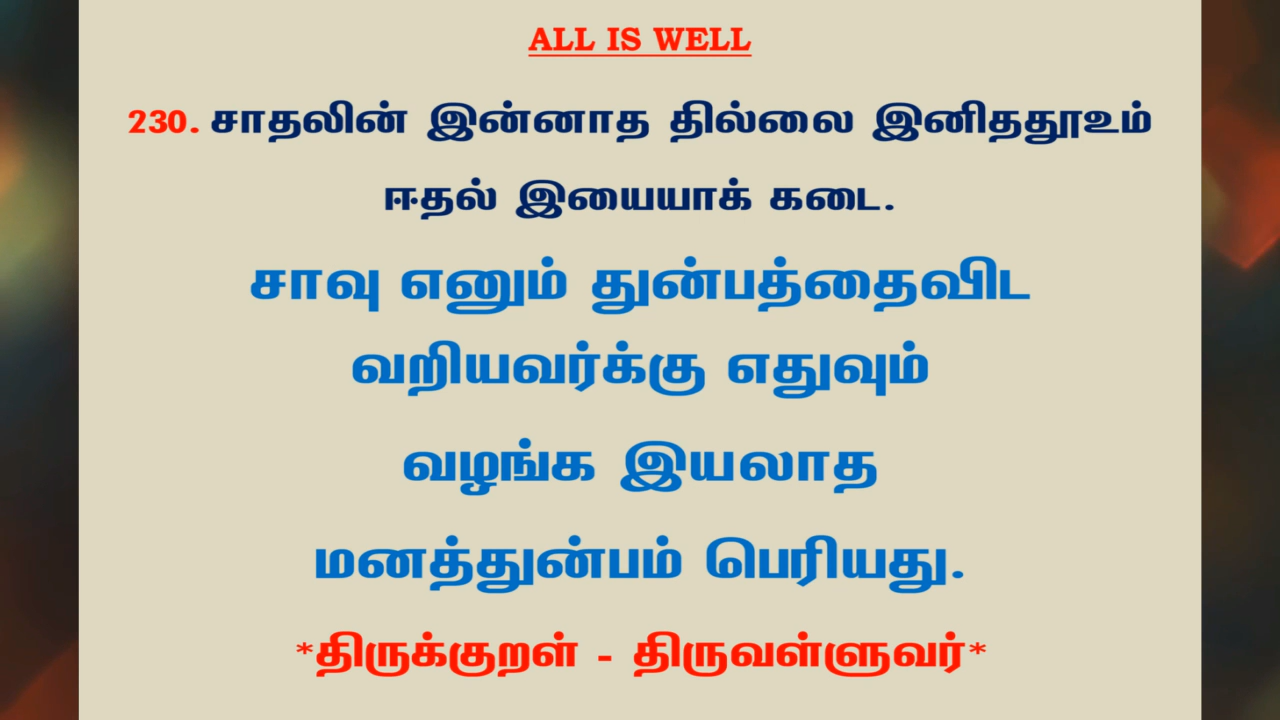 ALL IS WELL
230. சாதலின் இன்னாத தில்லை இனிததூஉம்
ஈதல் இயையாக் கடை.
சாவு எனும் துன்பத்தைவிட
வறியவர்க்கு எதுவும்
வழங்க இயலாத
மனத்துன்பம் பெரியது.
*திருக்குறள் - திருவள்ளுவர்*